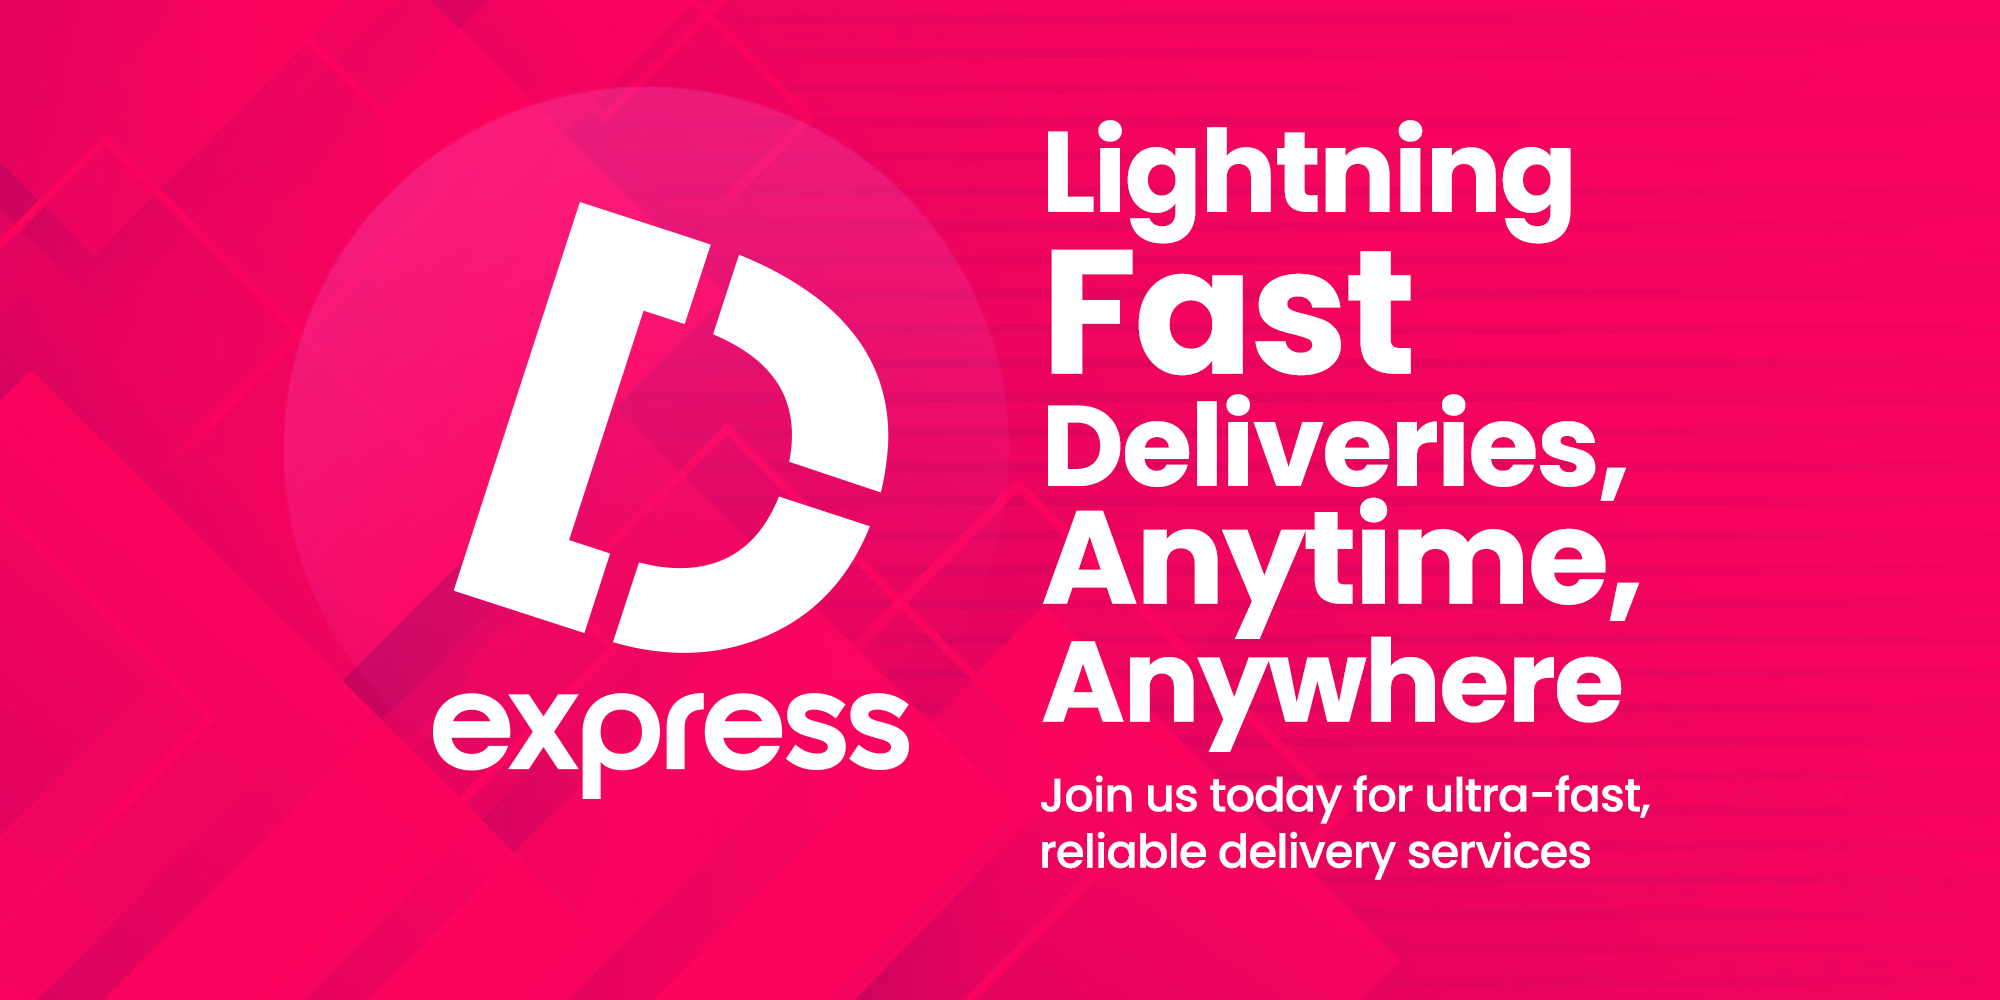 D
express
Lightning
Fast
Deliveries,
Anytime,
Anywhere
Join us today for ultra-fast,
reliable delivery services